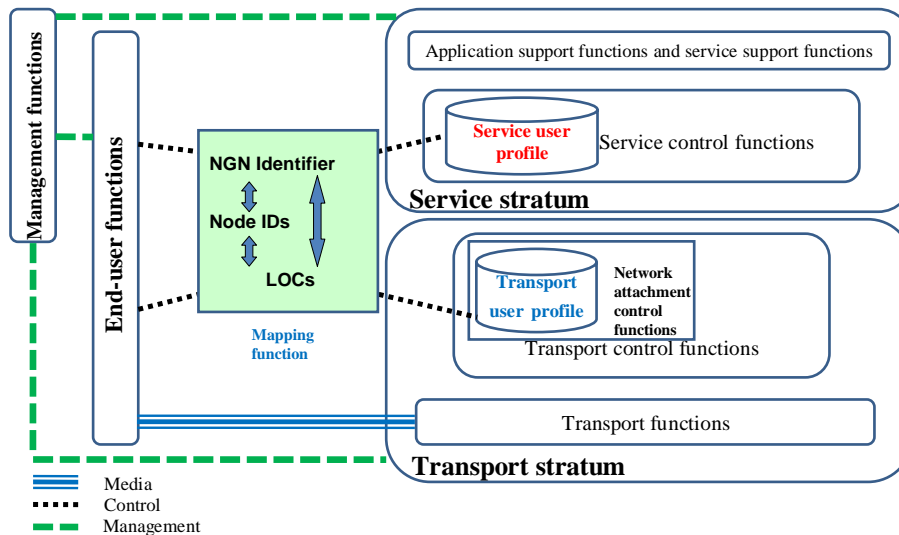 Management functions
End-user functions
Application support functions and service support functions
Service user
profile
Service control functions
Service stratum
NGN Identifier
Node IDs
LOCs
Mapping
function
Transport
user profile
Network
attachment
control
functions
Transport control functions
Transport functions
Transport stratum
Media
Control
Management